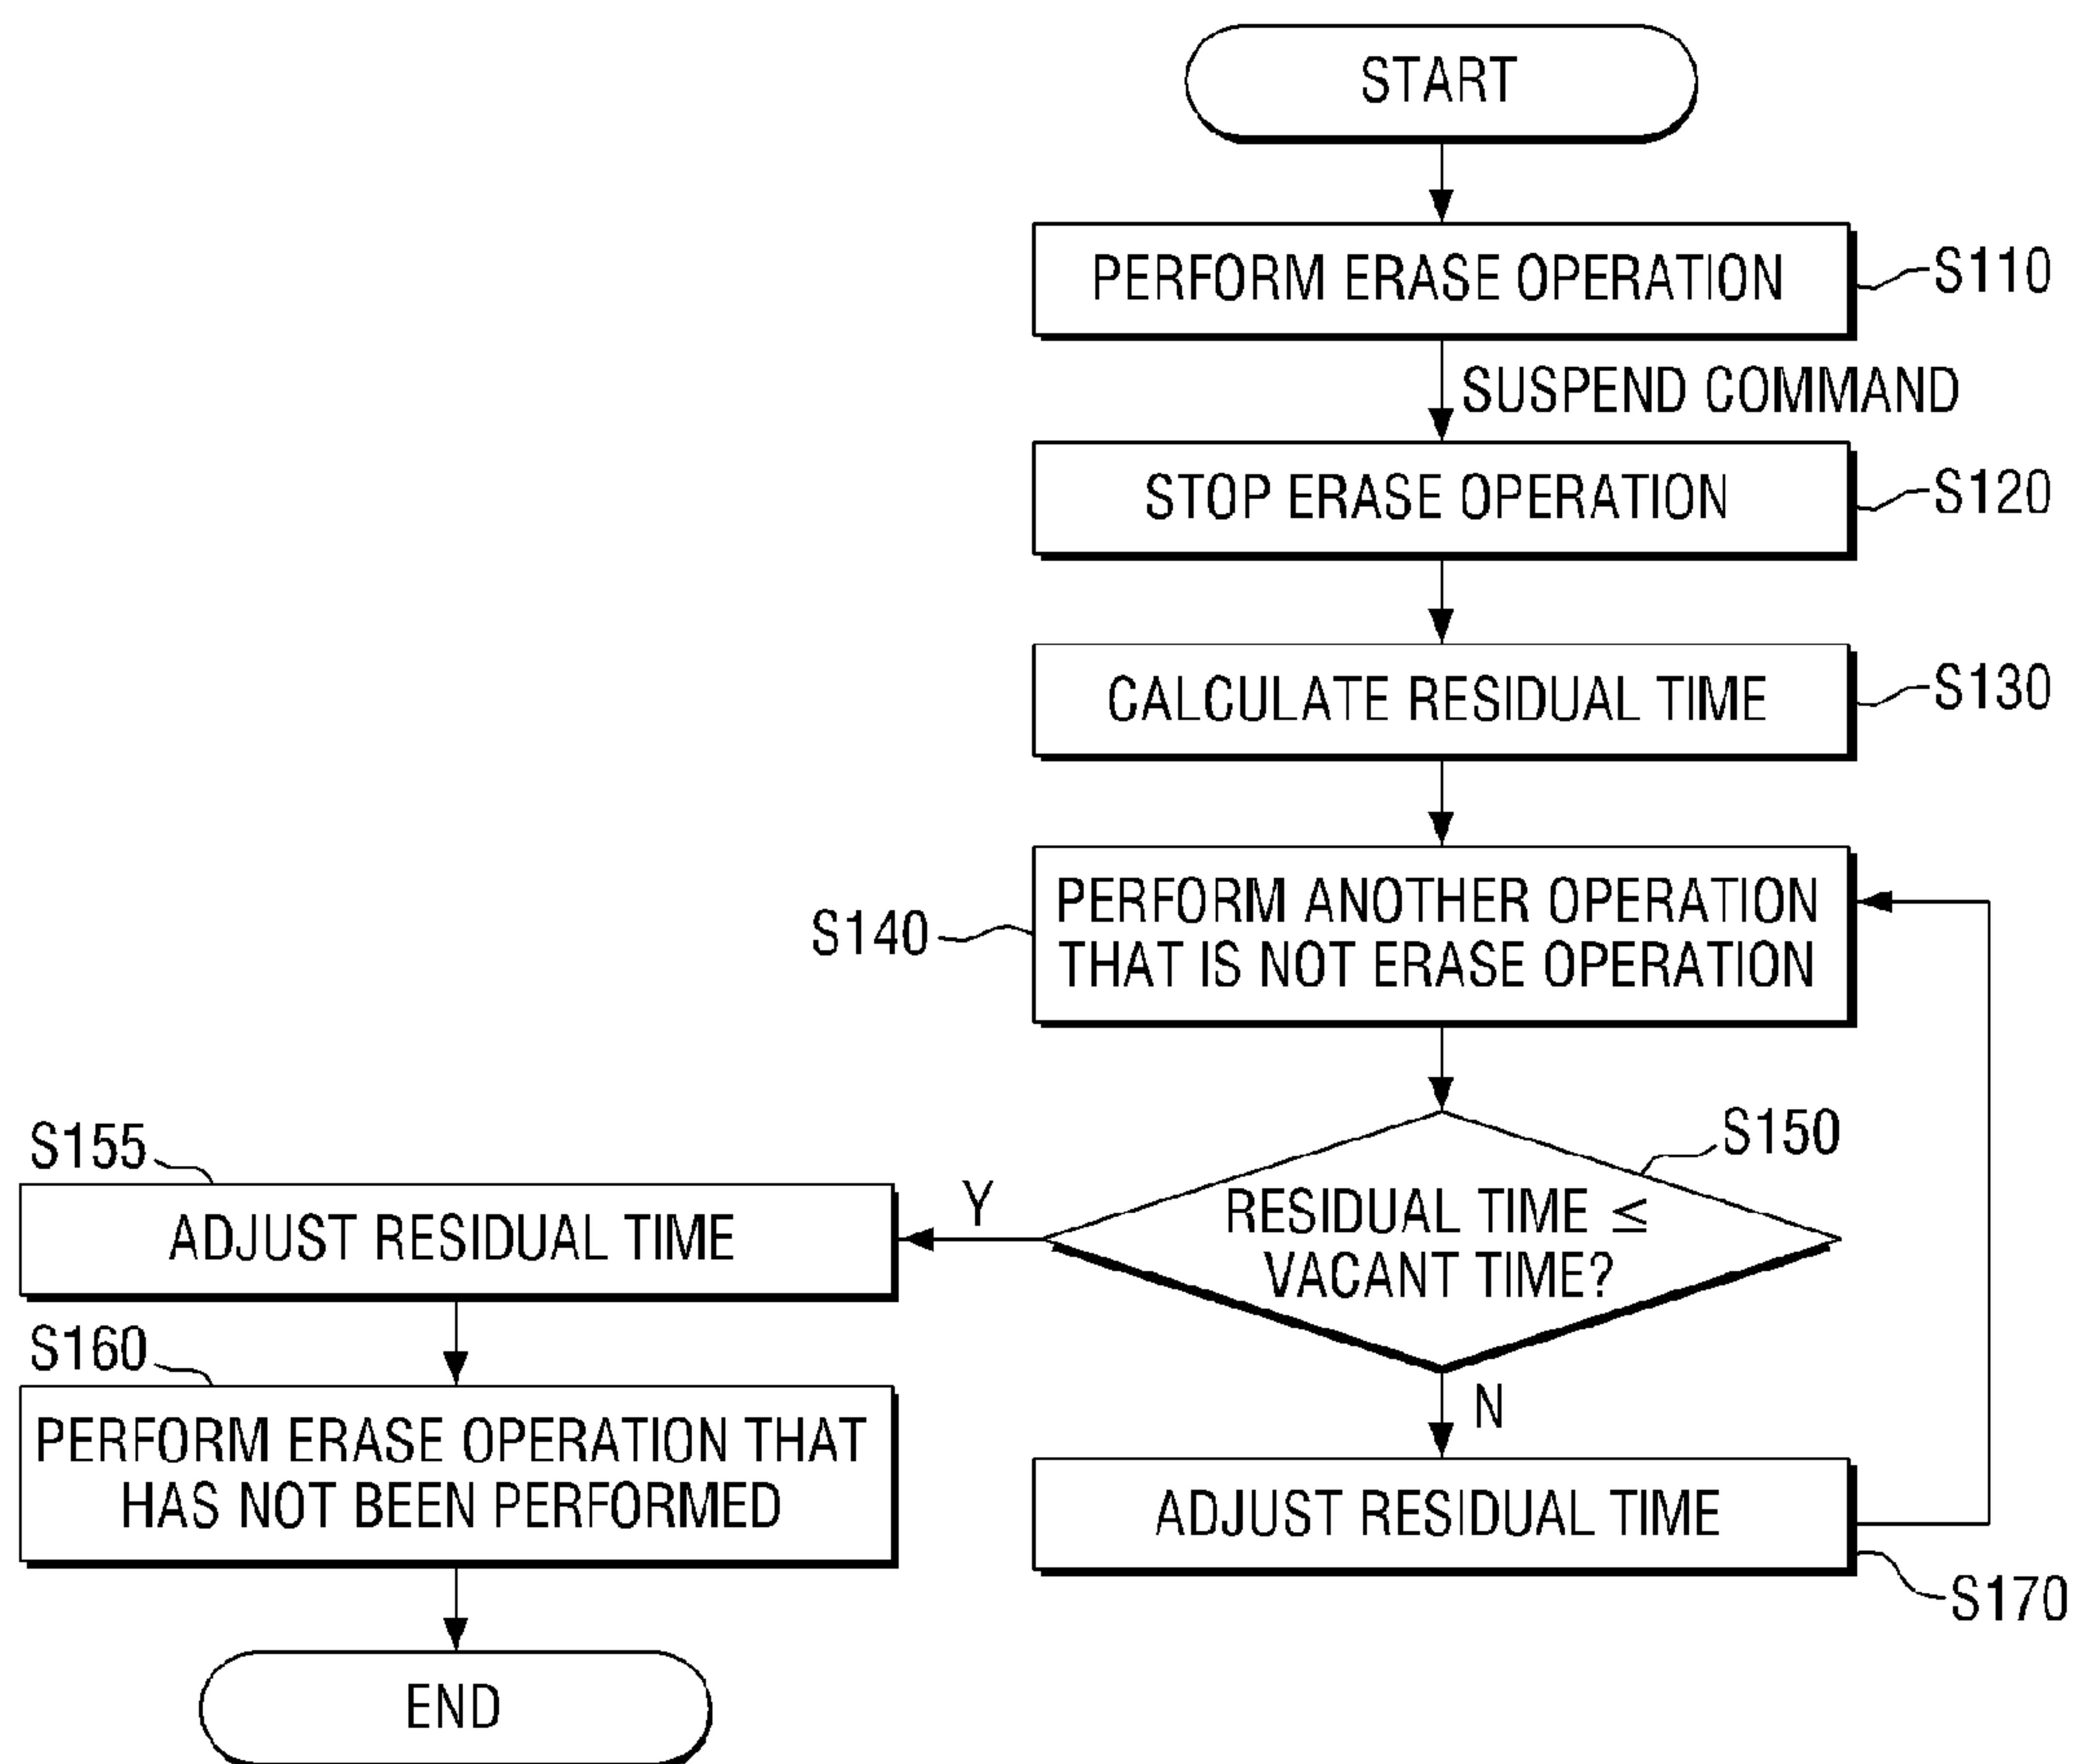 START
PERFORM ERASE OPERATION
S110
SUSPEND COMMAND
STOP ERASE OPERATION
S120
CALCULATE RESIDUAL TIME
S130
S140
PERFORM ANOTHER OPERATION
THAT IS NOT ERASE OPERATION
S150
RESIDUAL TIME ≤
VACANT TIME?
Y
S155
ADJUST RESIDUAL TIME
S160
PERFORM ERASE OPERATION THAT
HAS NOT BEEN PERFORMED
END
N
ADJUST RESIDUAL TIME
S170